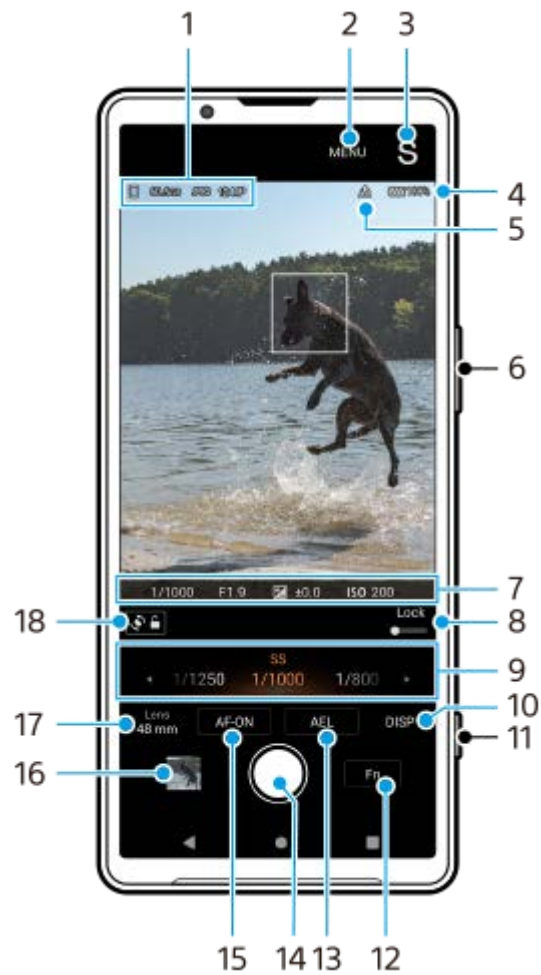 1 2 3
MENU S
4
5
6
1/1000 F1.9 ±0.0 ISO 200 7
18 Lock 8
SS
1/1250 1/1000 1/800 9
10
17 Lens
48 mm AF-ON AEL DISP 11
16 Fn
15 14 13 12